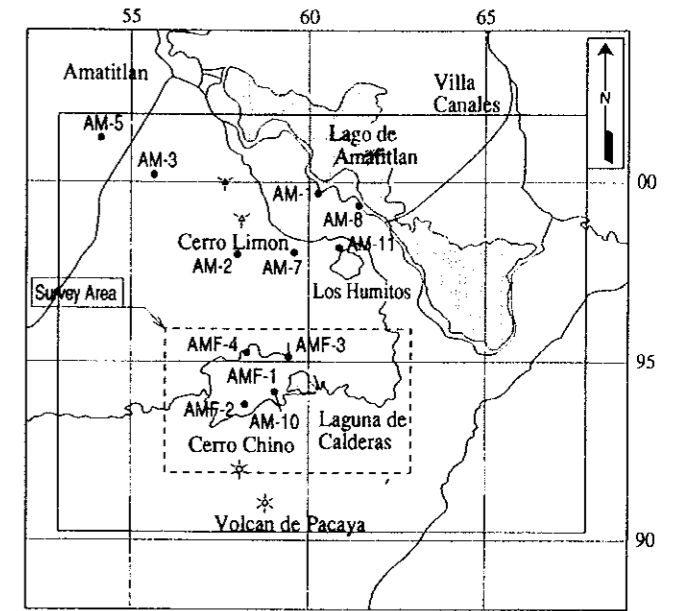 55 60 65
Amatitlan
Villa
Canales
N
AM-5
Lago de
Amatitlan
AM-3
00
AM-1
AM-8
Cerro Limon
AM-11
AM-2
AM-7
Survey Area
Los Humitos
AMF-4
AMF-3
95
AMF-1
AMF-2
AM-10
Laguna de
Calderas
Cerro Chino
Volcan de Pacaya
90